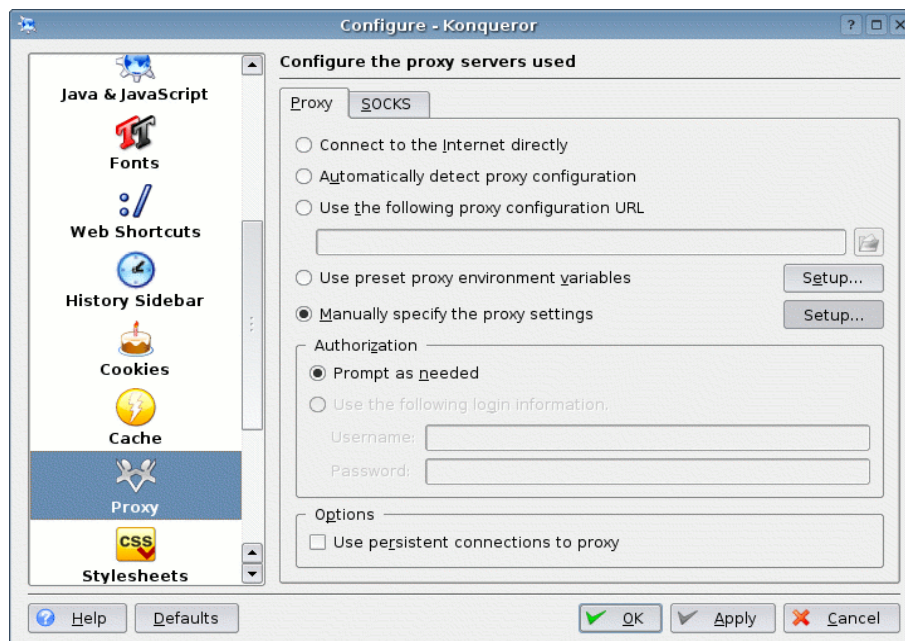 Configure - Konqueror
Java & JavaScript
Fonts
Web Shortcuts
History Sidebar
Cookies
Cache
Proxy
CSS
Stylesheets
Configure the proxy servers used
Proxy SOCKS
Connect to the Internet directly
Automatically detect proxy configuration
Use the following proxy configuration URL
Use preset proxy environment variables Setup...
Manually specify the proxy settings Setup...
Authorization
Prompt as needed
Use the following login information.
Username:
Password:
Options
Use persistent connections to proxy
Help Defaults OK Apply Cancel